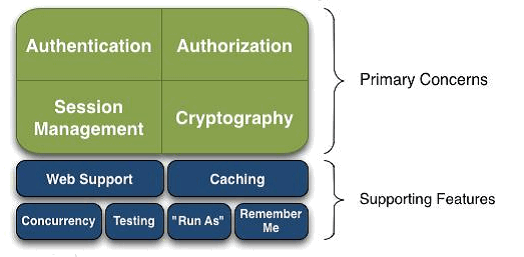 Authentication
Authorization
Primary Concerns
Session
Management
Cryptography
Web Support
Caching
Supporting Features
Concurrency
Testing
"Run As"
Remember
Me